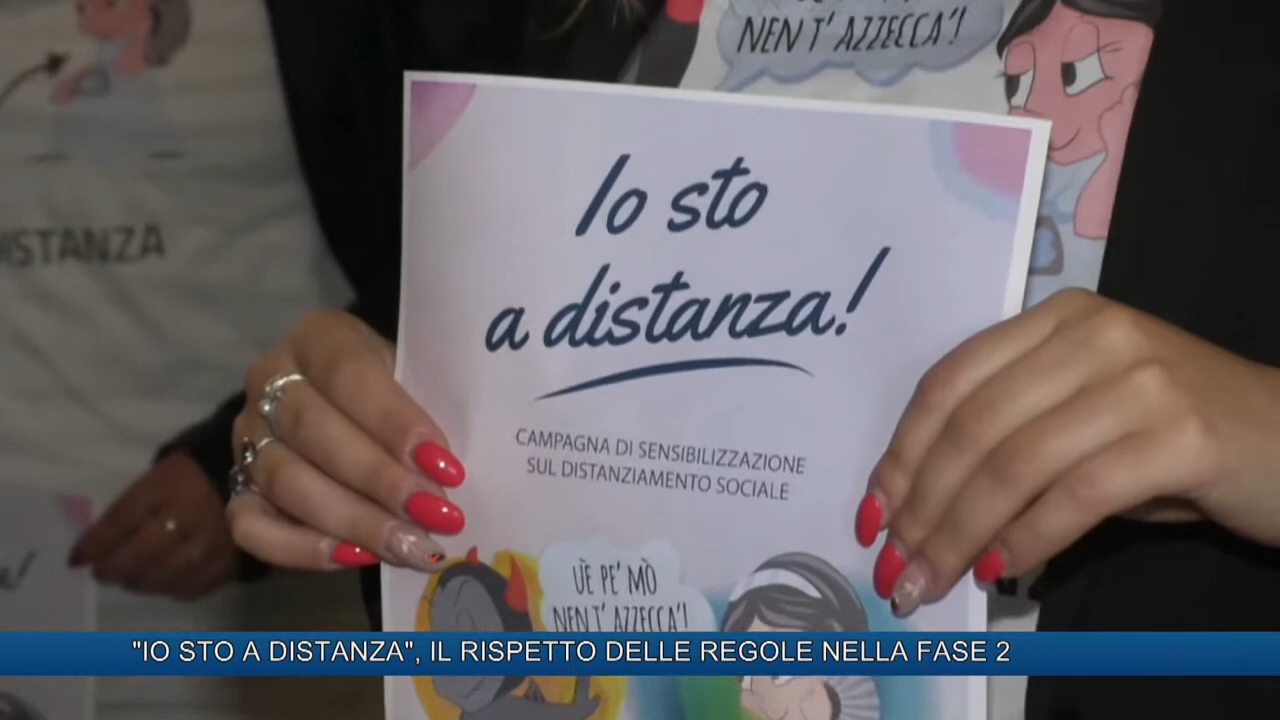 NEN T' AZZECCA'!
Io sto
a distanza!
DISTANZA
CAMPAGNA DI SENSIBILIZZAZIONE
SUL DISTANZIAMENTO SOCIALE
UÈ PE' MÒ
NEN T' AZZECCA'!
"IO STO A DISTANZA", IL RISPETTO DELLE REGOLE NELLA FASE 2